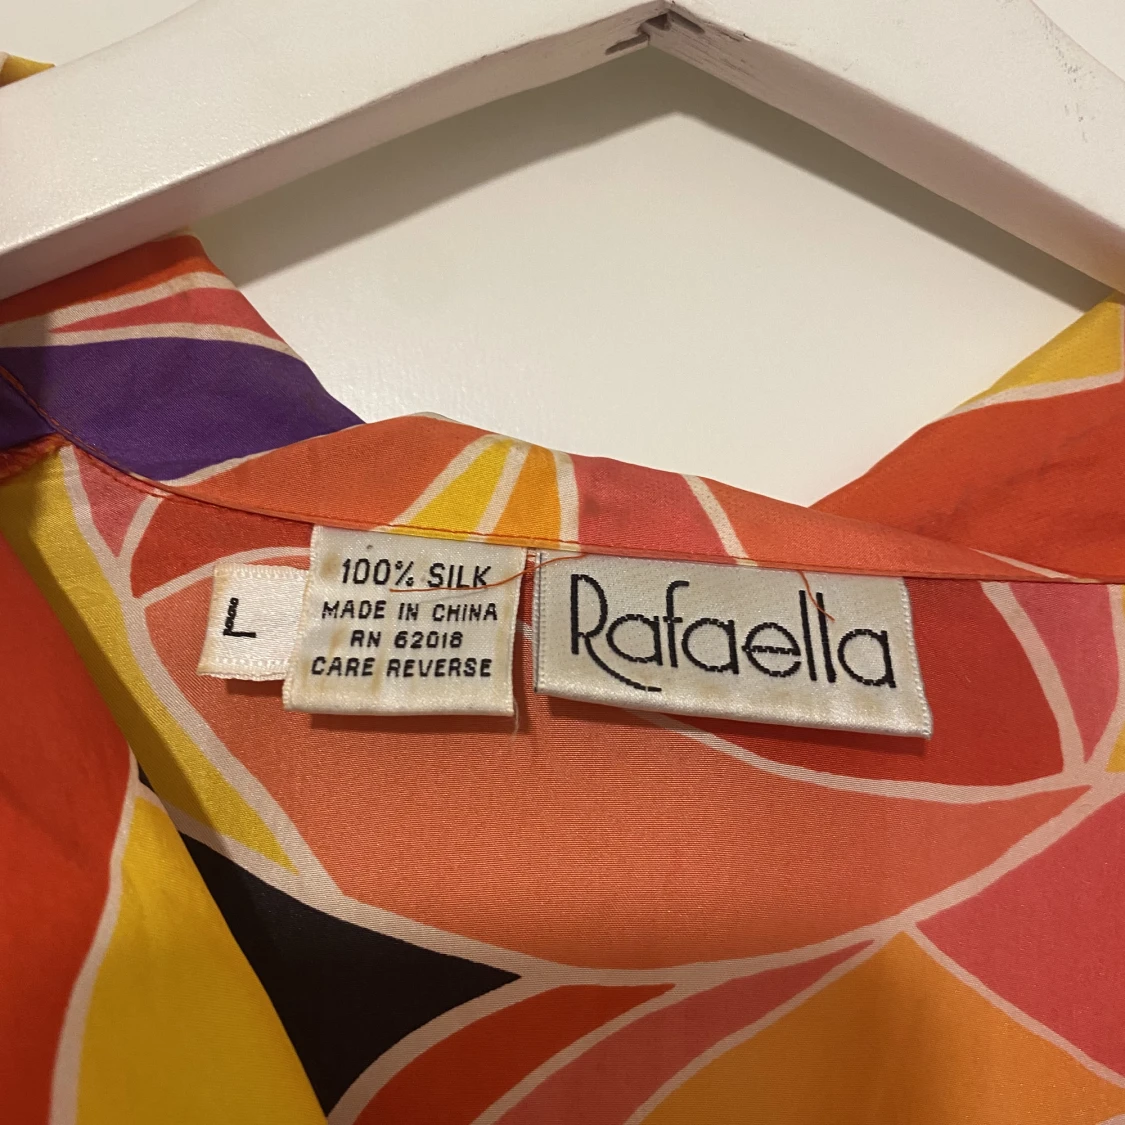 L
100% SILK
MADE IN CHINA
RN 62018
CARE REVERSE
Rafaella